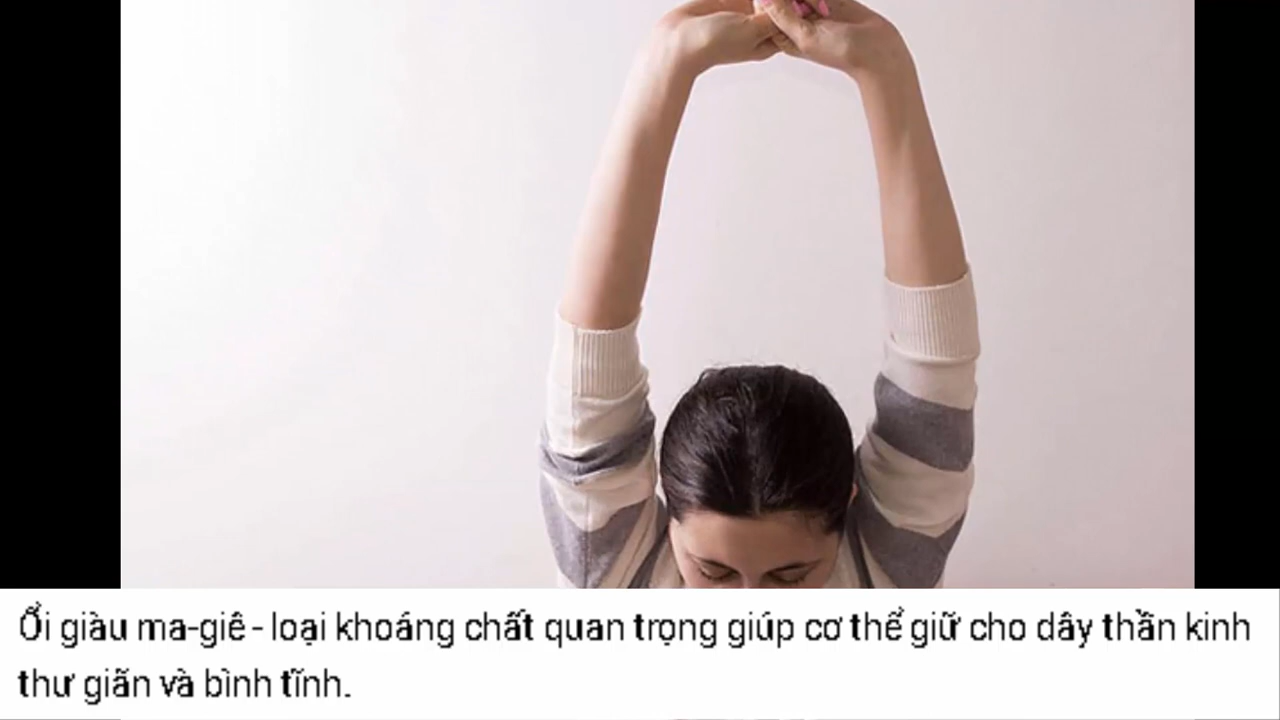 Ổi giàu ma-giê - loại khoáng chất quan trọng giúp cơ thể giữ cho dây thần kinh
thư giãn và bình tĩnh.